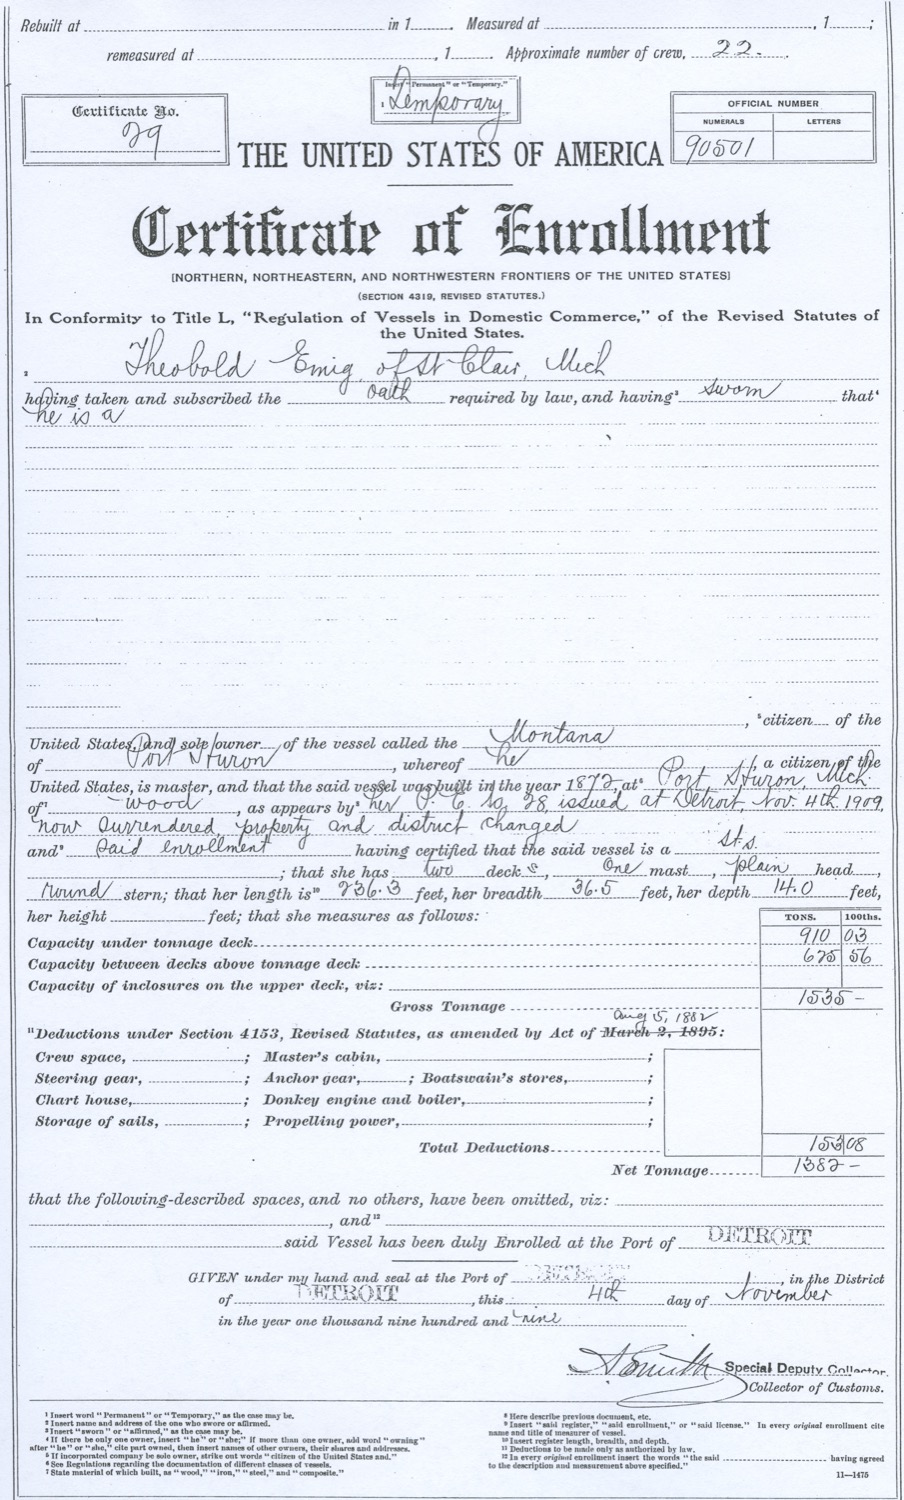 Rebuilt at in 1 . Measured at , 1 ;
remeasured at , 1 . Approximate number of crew, 22.
Insert "Permanent" or "Temporary."
1 Temporary
Certificate No.
29
OFFICIAL NUMBER
NUMERALS LETTERS
90501
THE UNITED STATES OF AMERICA
Certificate of Enrollment
[NORTHERN, NORTHEASTERN, AND NORTHWESTERN FRONTIERS OF THE UNITED STATES]
(SECTION 4319, REVISED STATUTES.)
In Conformity to Title L, "Regulation of Vessels in Domestic Commerce," of the Revised Statutes of
the United States.
2 Theobold Emig, of St Clair, Mich
having taken and subscribed the oath required by law, and having3 sworn that4
he is a
, 5citizen of the
United States, and sole owner of the vessel called the Montana
of Port Huron , whereof he , a citizen of the
United States, is master, and that the said vessel was built in the year 1872, at6 Port Huron, Mich.
of7 wood , as appears by8 her P. E. No 28 issued at Detroit, Nov. 4th. 1909,
now surrendered, property and district changed
and9 said enrollment having certified that the said vessel is a St.s.
; that she has two decks, One mast , plain head ,
round stern; that her length is10 236.3 feet, her breadth 36.5 feet, her depth 14.0 feet,
her height feet; that she measures as follows:
TONS. 100ths.
Capacity under tonnage deck 910 03
Capacity between decks above tonnage deck 625 56
Capacity of inclosures on the upper deck, viz:
Gross Tonnage 1535 -
Aug 5, 1882
11Deductions under Section 4153, Revised Statutes, as amended by Act of March 2, 1895:
Crew space, ; Master's cabin, ;
Steering gear, ; Anchor gear, ; Boatswain's stores, ;
Chart house, ; Donkey engine and boiler, ;
Storage of sails, ; Propelling power, ;
Total Deductions 153 08
Net Tonnage 1382 -
that the following-described spaces, and no others, have been omitted, viz:
, and12
said Vessel has been duly Enrolled at the Port of DETROIT
GIVEN under my hand and seal at the Port of DETROIT , in the District
of DETROIT , this 4th day of November
in the year one thousand nine hundred and nine
Smith Special Deputy Collector
Collector of Customs.
1 Insert word "Permanent" or "Temporary," as the case may be.
2 Insert name and address of the one who swore or affirmed.
3 Insert "sworn" or "affirmed," as the case may be.
4 If there be only one owner, insert "he" or "she;" if more than one owner, add word "owning"
after "he" or "she," cite part owned, then insert names of other owners, their shares and addresses.
5 If incorporated company be sole owner, strike out words "citizen of the United States and."
6 See Regulations regarding the documentation of different classes of vessels.
7 State material of which built, as "wood," "iron," "steel," and "composite."
8 Here describe previous document, etc.
9 Insert "said register," "said enrollment," or "said license." In every original enrollment cite
name and title of measurer of vessel.
10 Insert register length, breadth, and depth.
11 Deductions to be made only as authorized by law.
12 In every original enrollment insert the words "the said having agreed
to the description and measurement above specified."
11—1475